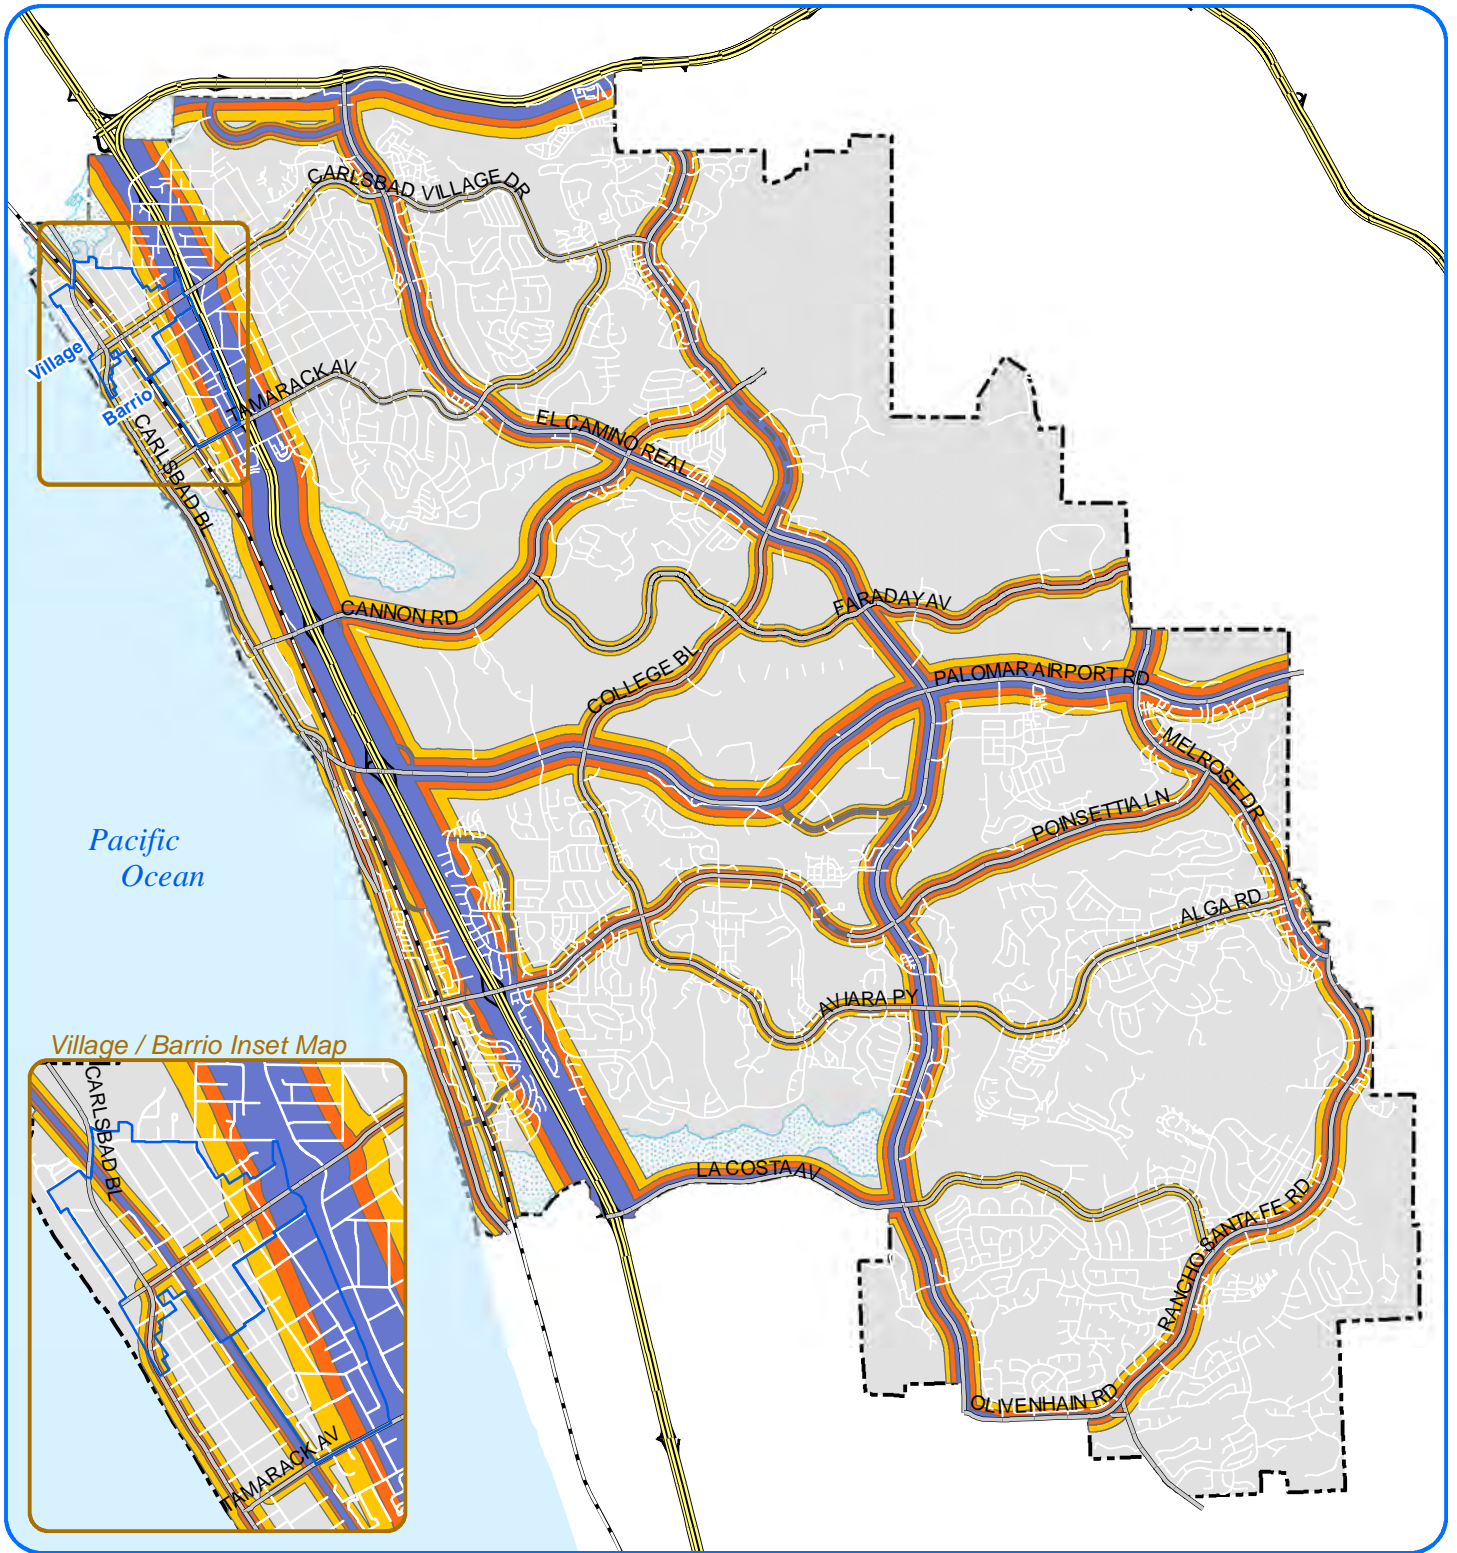 CARLSBAD VILLAGE DR
Village
Barrio
TAMARACK AV
CARLSBAD BL
EL CAMINO REAL
CANNON RD
FARADAY AV
COLLEGE BL
PALOMAR AIRPORT RD
MELROSE DR
POINSETTIA LN
Pacific
Ocean
ALGA RD
AVIARA PY
Village / Barrio Inset Map
CARLSBAD BL
LA COSTA AV
RANCHO SANTA FE RD
OLIVENHAIN RD
TAMARACK AV